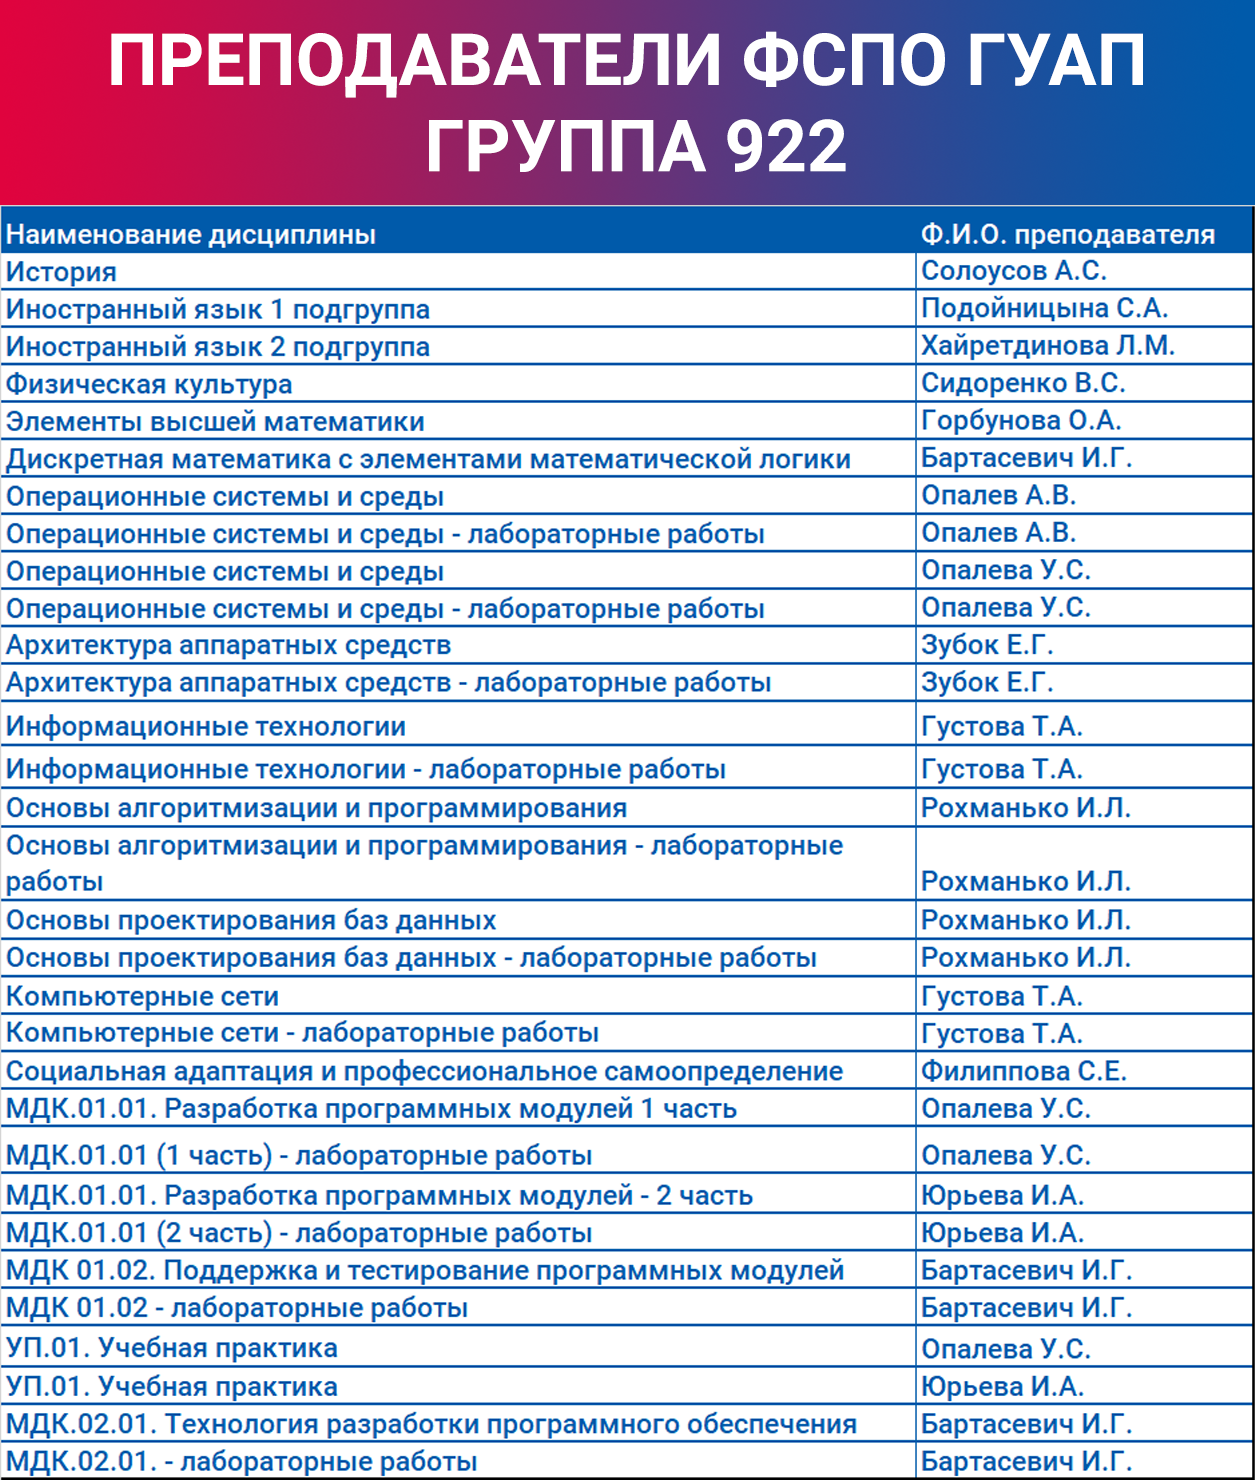 ПРЕПОДАВАТЕЛИ ФСПО ГУАП
ГРУППА 922
Наименование дисциплины Ф.И.О. преподавателя
История Солоусов А.С.
Иностранный язык 1 подгруппа Подойницына С.А.
Иностранный язык 2 подгруппа Хайретдинова Л.М.
Физическая культура Сидоренко В.С.
Элементы высшей математики Горбунова О.А.
Дискретная математика с элементами математической логики Бартасевич И.Г.
Операционные системы и среды Опалев А.В.
Операционные системы и среды - лабораторные работы Опалев А.В.
Операционные системы и среды Опалева У.С.
Операционные системы и среды - лабораторные работы Опалева У.С.
Архитектура аппаратных средств Зубок Е.Г.
Архитектура аппаратных средств - лабораторные работы Зубок Е.Г.
Информационные технологии Густова Т.А.
Информационные технологии - лабораторные работы Густова Т.А.
Основы алгоритмизации и программирования Рохманько И.Л.
Основы алгоритмизации и программирования - лабораторные
работы Рохманько И.Л.
Основы проектирования баз данных Рохманько И.Л.
Основы проектирования баз данных - лабораторные работы Рохманько И.Л.
Компьютерные сети Густова Т.А.
Компьютерные сети - лабораторные работы Густова Т.А.
Социальная адаптация и профессиональное самоопределение Филиппова С.Е.
МДК.01.01. Разработка программных модулей 1 часть Опалева У.С.
МДК.01.01 (1 часть) - лабораторные работы Опалева У.С.
МДК.01.01. Разработка программных модулей - 2 часть Юрьева И.А.
МДК.01.01 (2 часть) - лабораторные работы Юрьева И.А.
МДК 01.02. Поддержка и тестирование программных модулей Бартасевич И.Г.
МДК 01.02 - лабораторные работы Бартасевич И.Г.
УП.01. Учебная практика Опалева У.С.
УП.01. Учебная практика Юрьева И.А.
МДК.02.01. Технология разработки программного обеспечения Бартасевич И.Г.
МДК.02.01. - лабораторные работы Бартасевич И.Г.